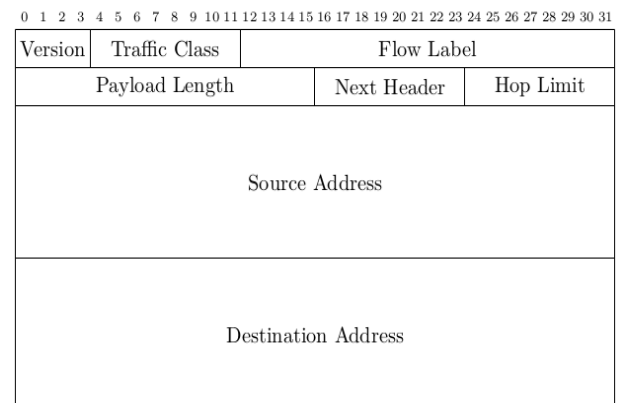 0 1 2 3 4 5 6 7 8 9 10 11 12 13 14 15 16 17 18 19 20 21 22 23 24 25 26 27 28 29 30 31
Version Traffic Class Flow Label
Payload Length Next Header Hop Limit
Source Address
Destination Address